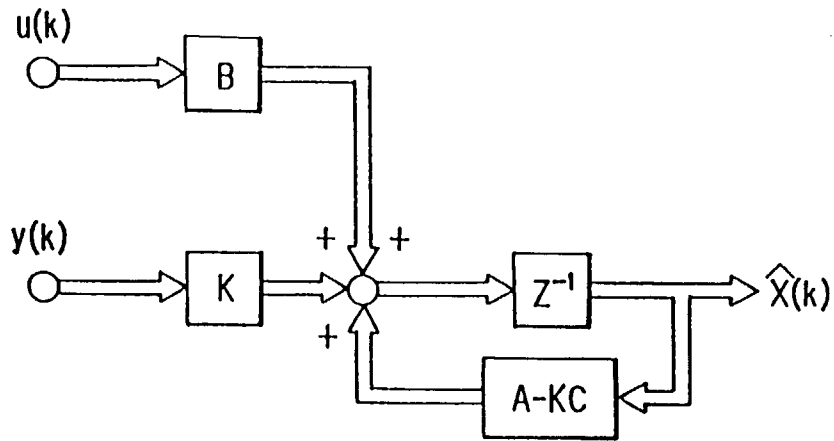 u(k)
B
y(k)
+ +
K
Z⁻¹
X̂(k)
+
A-KC